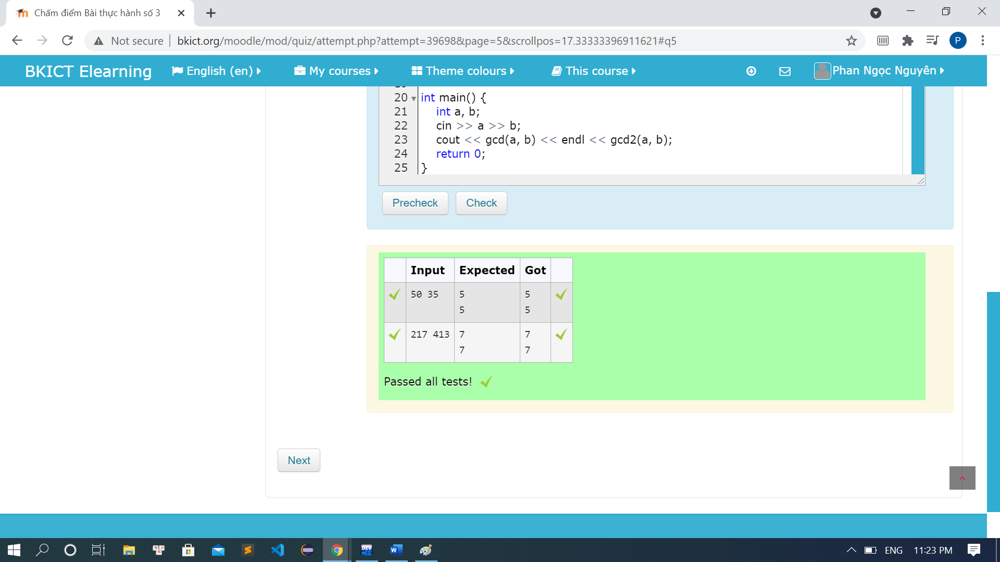 Chấm điểm Bài thực hành số 3
Not secure
bkict.org/moodle/mod/quiz/attempt.php?attempt=39698&page=5&scrollpos=17.33333396911621#q5
P
BKICT Elearning
English (en)
My courses
Theme colours
This course
Phan Ngọc Nguyên
20 int main() {
21 int a, b;
22 cin >> a >> b;
23 cout << gcd(a, b) << endl << gcd2(a, b);
24 return 0;
25 }
Precheck
Check
Input Expected Got
50 35 5 5
5 5
217 413 7 7
7 7
Passed all tests!
Next
DEV
W
ENG
11:23 PM